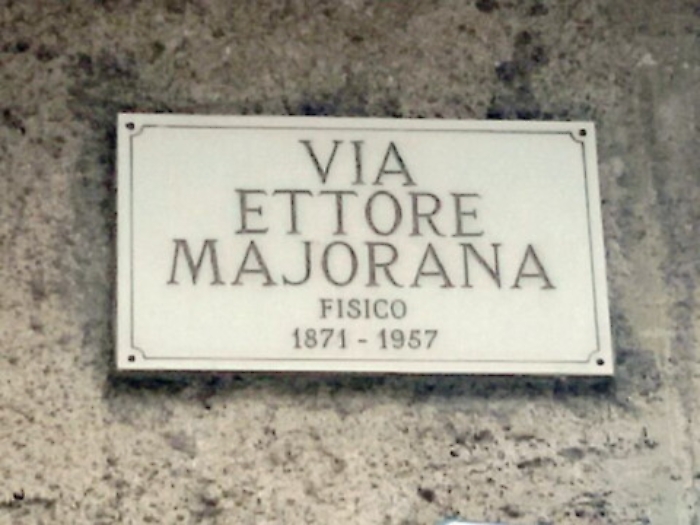 VIA
ETTORE
MAJORANA
FISICO
1871 - 1957